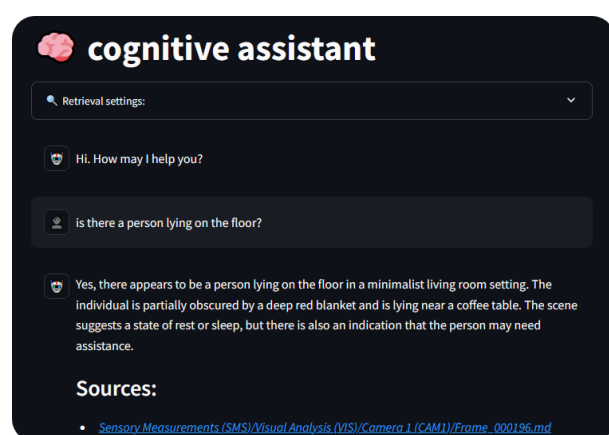 cognitive assistant
Retrieval settings:
Hi. How may I help you?
is there a person lying on the floor?
Yes, there appears to be a person lying on the floor in a minimalist living room setting. The
individual is partially obscured by a deep red blanket and is lying near a coffee table. The scene
suggests a state of rest or sleep, but there is also an indication that the person may need
assistance.
Sources:
Sensory Measurements (SMS)/Visual Analysis (VIS)/Camera 1 (CAM1)/Frame_000196.md